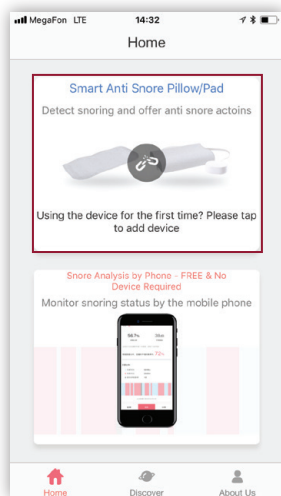 MegaFon LTE 14:32
Home
Smart Anti Snore Pillow/Pad
Detect snoring and offer anti snore actoins
Using the device for the first time? Please tap
to add device
Snore Analysis by Phone - FREE & No
Device Required
Monitor snoring status by the mobile phone
Home Discover About Us